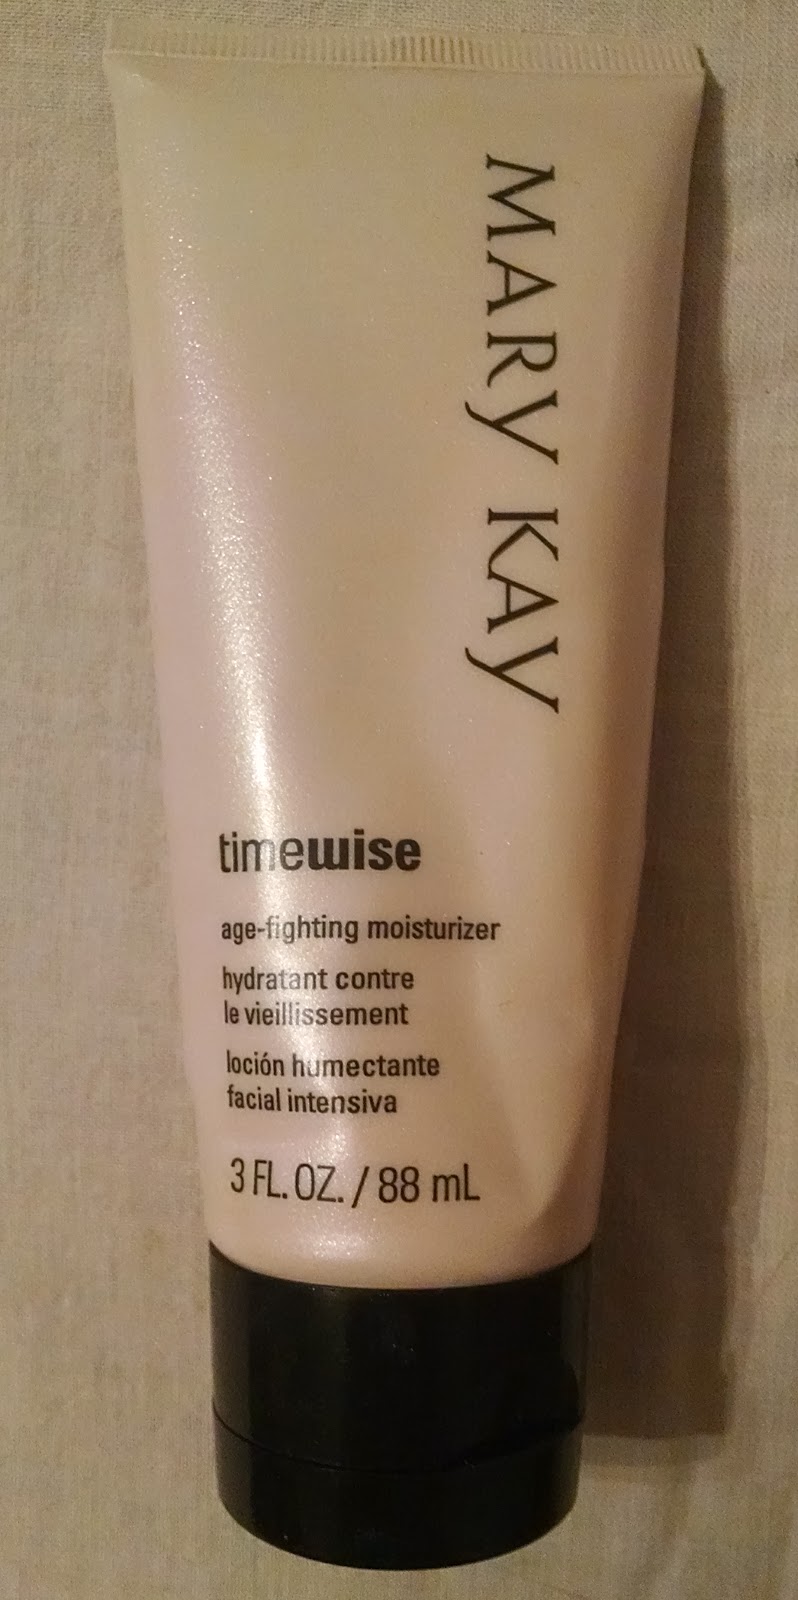 MARY KAY
timewise
age-fighting moisturizer
hydratant contre
le vieillissement
loción humectante
facial intensiva
3 FL. OZ. / 88 mL